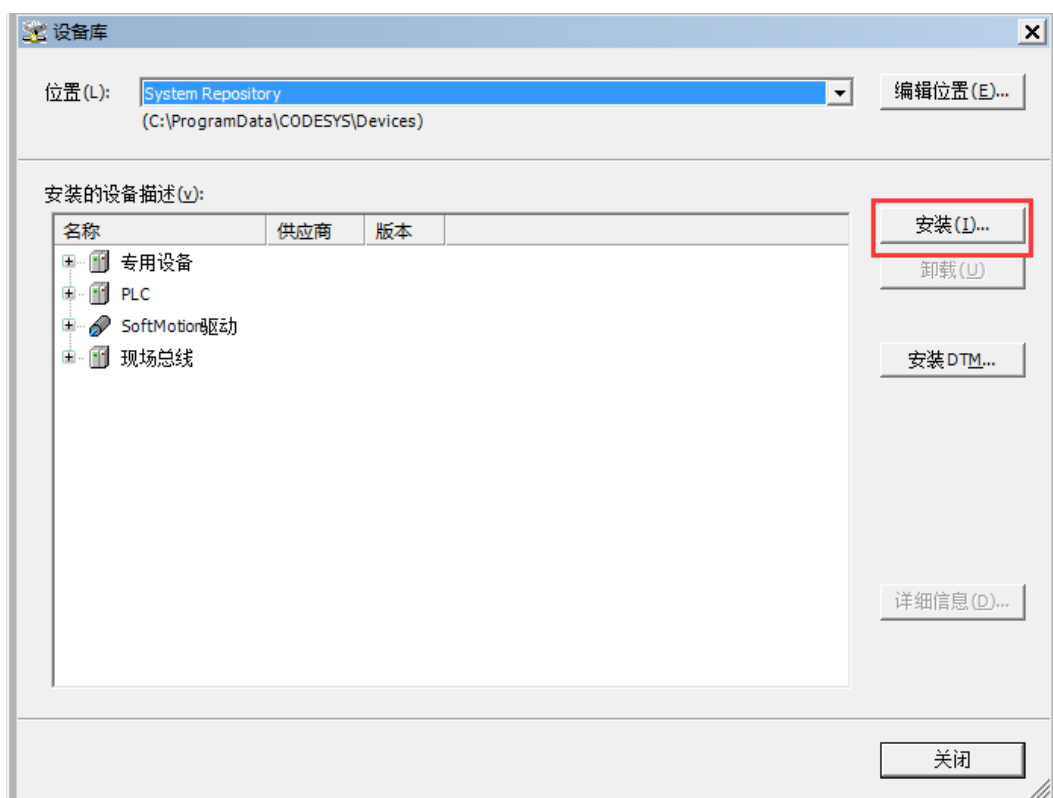 设备库
位置(L):
System Repository
编辑位置(E)...
(C:\ProgramData\CODESYS\Devices)
安装的设备描述(v):
名称 供应商 版本
安装(I)...
专用设备
卸载(U)
PLC
SoftMotion驱动
现场总线
安装DTM...
详细信息(D)...
关闭